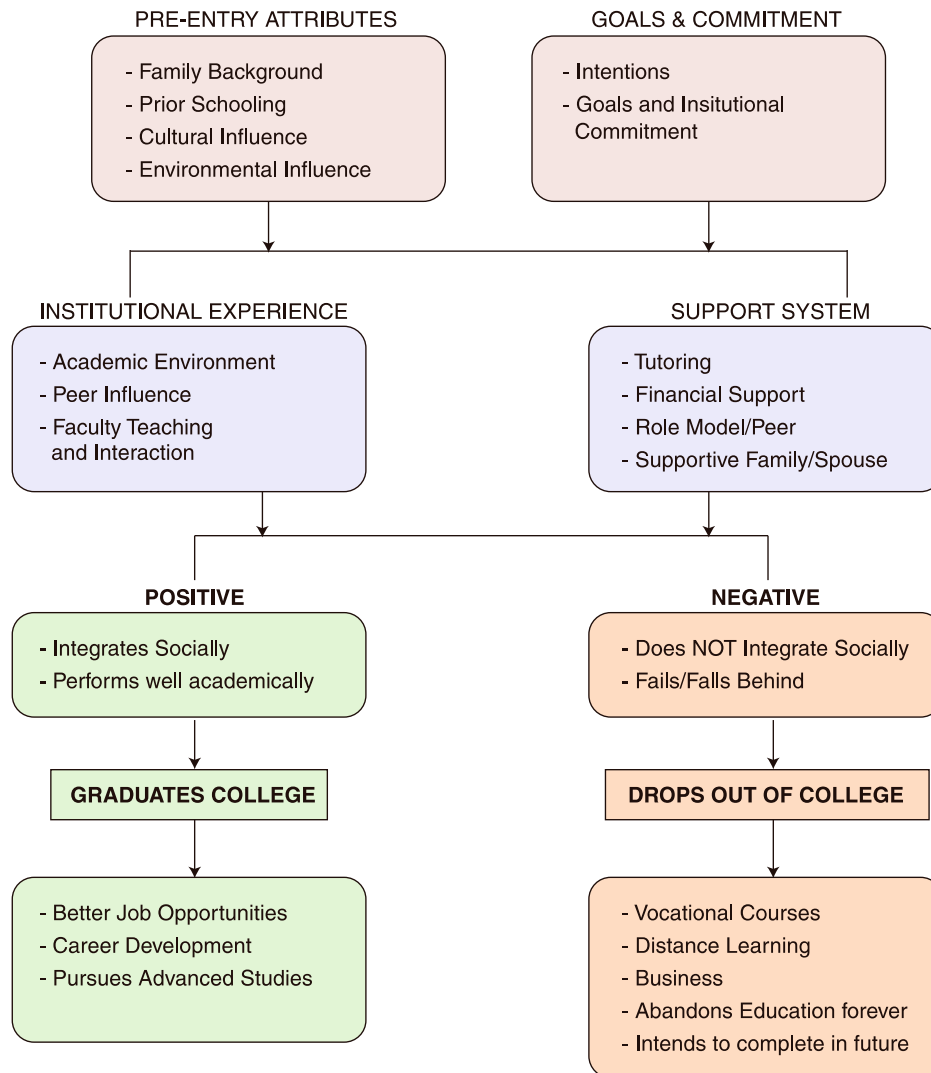 PRE-ENTRY ATTRIBUTES
- Family Background
- Prior Schooling
- Cultural Influence
- Environmental Influence
GOALS & COMMITMENT
- Intentions
- Goals and Insitutional
Commitment
INSTITUTIONAL EXPERIENCE
- Academic Environment
- Peer Influence
- Faculty Teaching
and Interaction
SUPPORT SYSTEM
- Tutoring
- Financial Support
- Role Model/Peer
- Supportive Family/Spouse
POSITIVE
- Integrates Socially
- Performs well academically
NEGATIVE
- Does NOT Integrate Socially
- Fails/Falls Behind
GRADUATES COLLEGE
DROPS OUT OF COLLEGE
- Better Job Opportunities
- Career Development
- Pursues Advanced Studies
- Vocational Courses
- Distance Learning
- Business
- Abandons Education forever
- Intends to complete in future